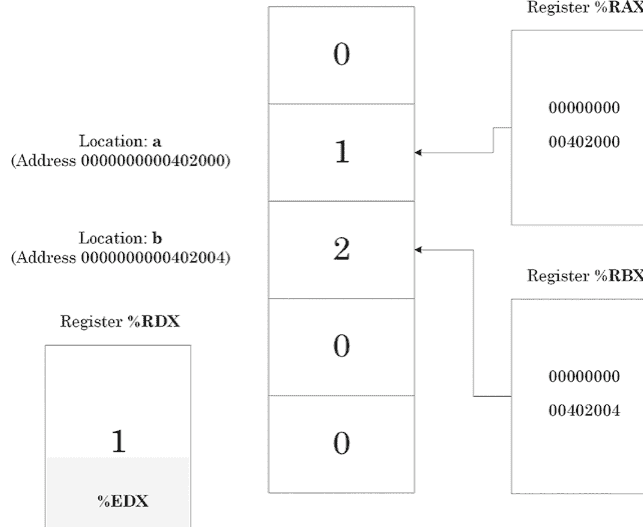 Register %RAX
0
00000000
00402000
Location: a
(Address 0000000000402000)
1
Location: b
(Address 0000000000402004)
2
Register %RBX
Register %RDX
0
00000000
00402004
1
0
%EDX